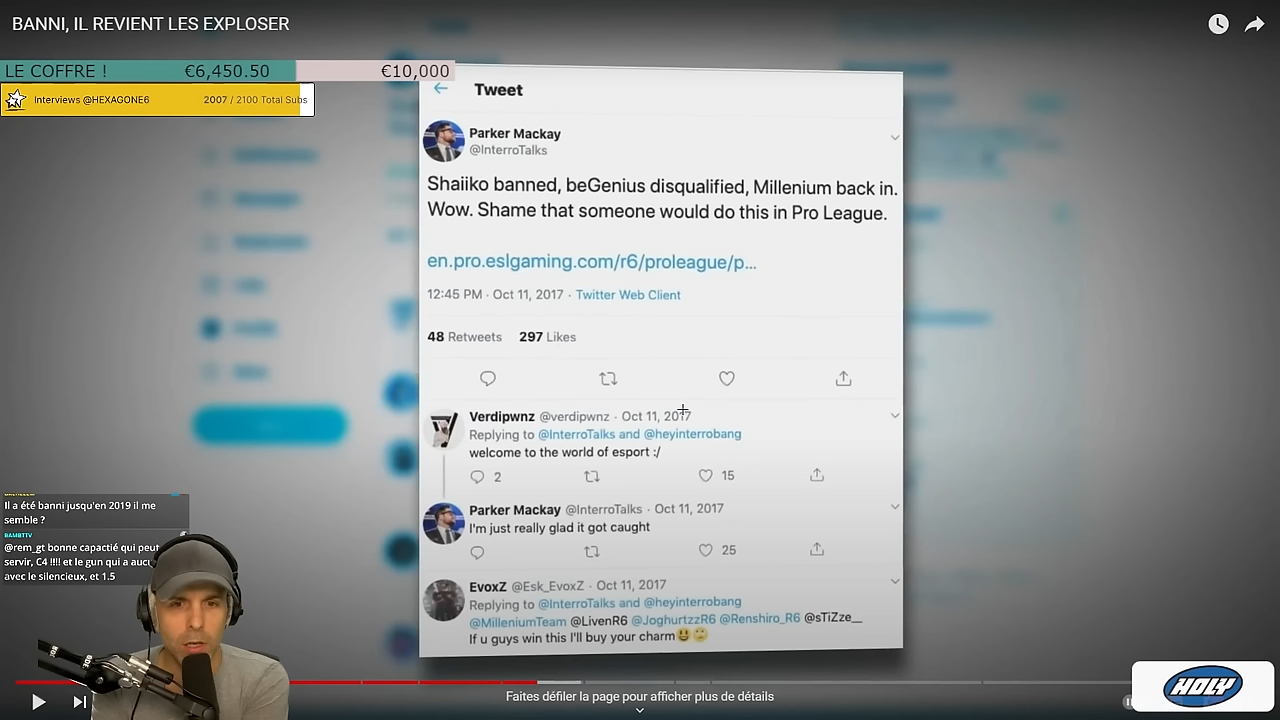 BANNI, IL REVIENT LES EXPLOSER
LE COFFRE ! €6,450.50 €10,000
Interviews @HEXAGONE6 2007 / 2100 Total Subs
Tweet
Parker Mackay
@InterroTalks
Shaiiko banned, beGenius disqualified, Millenium back in.
Wow. Shame that someone would do this in Pro League.
en.pro.eslgaming.com/r6/proleague/p...
12:45 PM · Oct 11, 2017 · Twitter Web Client
48 Retweets 297 Likes
Verdipwnz @verdipwnz · Oct 11, 2017
Replying to @InterroTalks and @heyinterrobang
welcome to the world of esport :/
2 15
Parker Mackay @InterroTalks · Oct 11, 2017
I'm just really glad it got caught
25
EvoxZ @Esk_EvoxZ · Oct 11, 2017
Replying to @InterroTalks and @heyinterrobang
@MilleniumTeam @LivenR6 @JoghurtzzR6 @Renshiro_R6 @sTiZze__
If u guys win this I'll buy your charm
Il a été banni jusqu'en 2019 il me
semble ?
BAMBTTV
@rem_gt bonne capactié qui peut
servir, C4 !!!! et le gun qui a
avec le silencieux, et 1.5
Faites défiler la page pour afficher plus de détails
HOLY